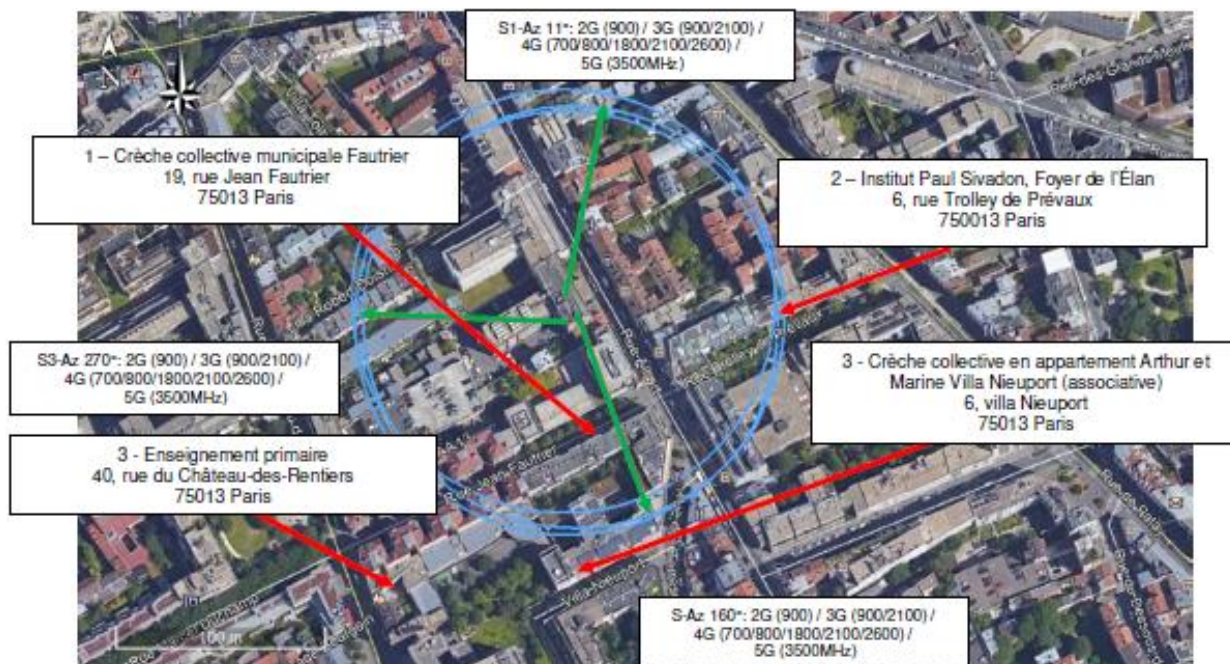 S1-Az 11°: 2G (900) / 3G (900/2100) /
4G (700/800/1800/2100/2600) /
5G (3500MHz)
1 – Crèche collective municipale Fautrier
19, rue Jean Fautrier
75013 Paris
2 – Institut Paul Sivadon, Foyer de l'Élan
6, rue Trolley de Prévaux
750013 Paris
S3-Az 270°: 2G (900) / 3G (900/2100) /
4G (700/800/1800/2100/2600) /
5G (3500MHz)
3 - Crèche collective en appartement Arthur et
Marine Villa Nieuport (associative)
6, villa Nieuport
75013 Paris
3 - Enseignement primaire
40, rue du Château-des-Rentiers
75013 Paris
Rue Jean Fautrier
Villa Nieuport
100 m
S-Az 160°: 2G (900) / 3G (900/2100) /
4G (700/800/1800/2100/2600) /
5G (3500MHz)